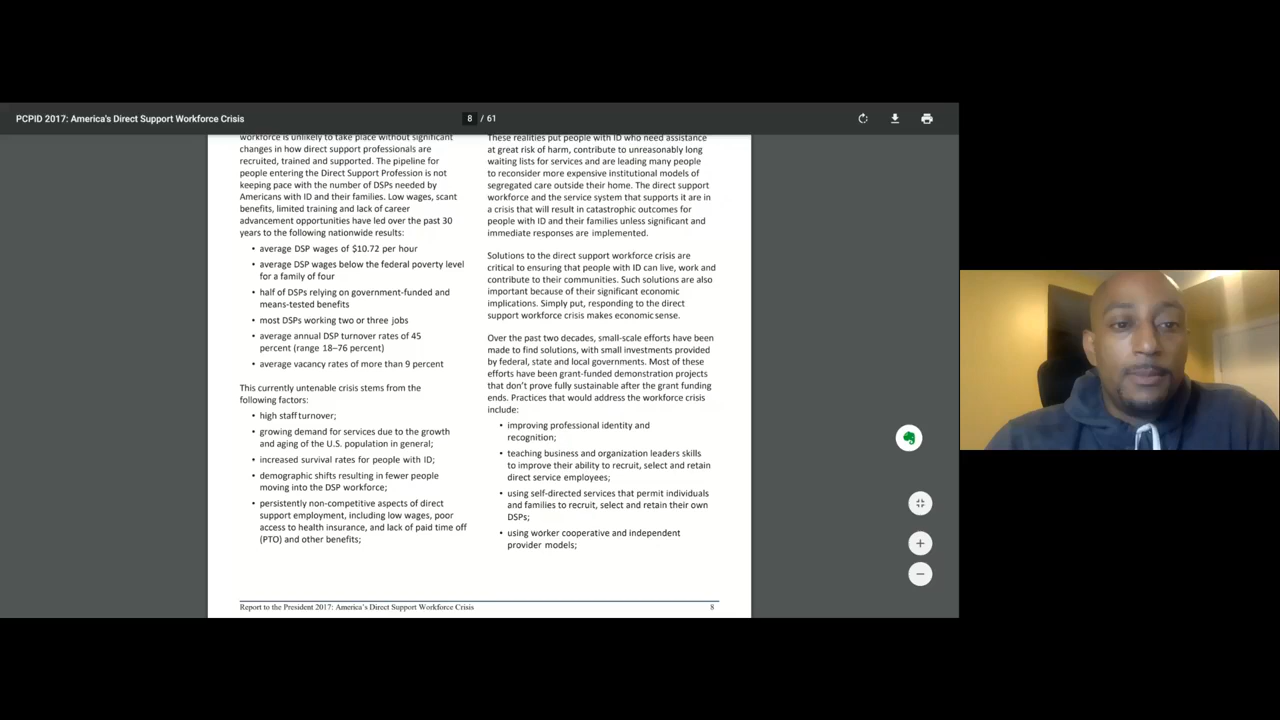 PCPID 2017: America's Direct Support Workforce Crisis
8 / 61
workforce is unlikely to take place without significant
changes in how direct support professionals are
recruited, trained and supported. The pipeline for
people entering the Direct Support Profession is not
keeping pace with the number of DSPs needed by
Americans with ID and their families. Low wages, scant
benefits, limited training and lack of career
advancement opportunities have led over the past 30
years to the following nationwide results:
• average DSP wages of $10.72 per hour
• average DSP wages below the federal poverty level
for a family of four
• half of DSPs relying on government-funded and
means-tested benefits
• most DSPs working two or three jobs
• average annual DSP turnover rates of 45
percent (range 18–76 percent)
• average vacancy rates of more than 9 percent
This currently untenable crisis stems from the
following factors:
• high staff turnover;
• growing demand for services due to the growth
and aging of the U.S. population in general;
• increased survival rates for people with ID;
• demographic shifts resulting in fewer people
moving into the DSP workforce;
• persistently non-competitive aspects of direct
support employment, including low wages, poor
access to health insurance, and lack of paid time off
(PTO) and other benefits;
These realities put people with ID who need assistance
at great risk of harm, contribute to unreasonably long
waiting lists for services and are leading many people
to reconsider more expensive institutional models of
segregated care outside their home. The direct support
workforce and the service system that supports it are in
a crisis that will result in catastrophic outcomes for
people with ID and their families unless significant and
immediate responses are implemented.
Solutions to the direct support workforce crisis are
critical to ensuring that people with ID can live, work and
contribute to their communities. Such solutions are also
important because of their significant economic
implications. Simply put, responding to the direct
support workforce crisis makes economic sense.
Over the past two decades, small-scale efforts have been
made to find solutions, with small investments provided
by federal, state and local governments. Most of these
efforts have been grant-funded demonstration projects
that don't prove fully sustainable after the grant funding
ends. Practices that would address the workforce crisis
include:
• improving professional identity and
recognition;
• teaching business and organization leaders skills
to improve their ability to recruit, select and retain
direct service employees;
• using self-directed services that permit individuals
and families to recruit, select and retain their own
DSPs;
• using worker cooperative and independent
provider models;
Report to the President 2017: America's Direct Support Workforce Crisis 8